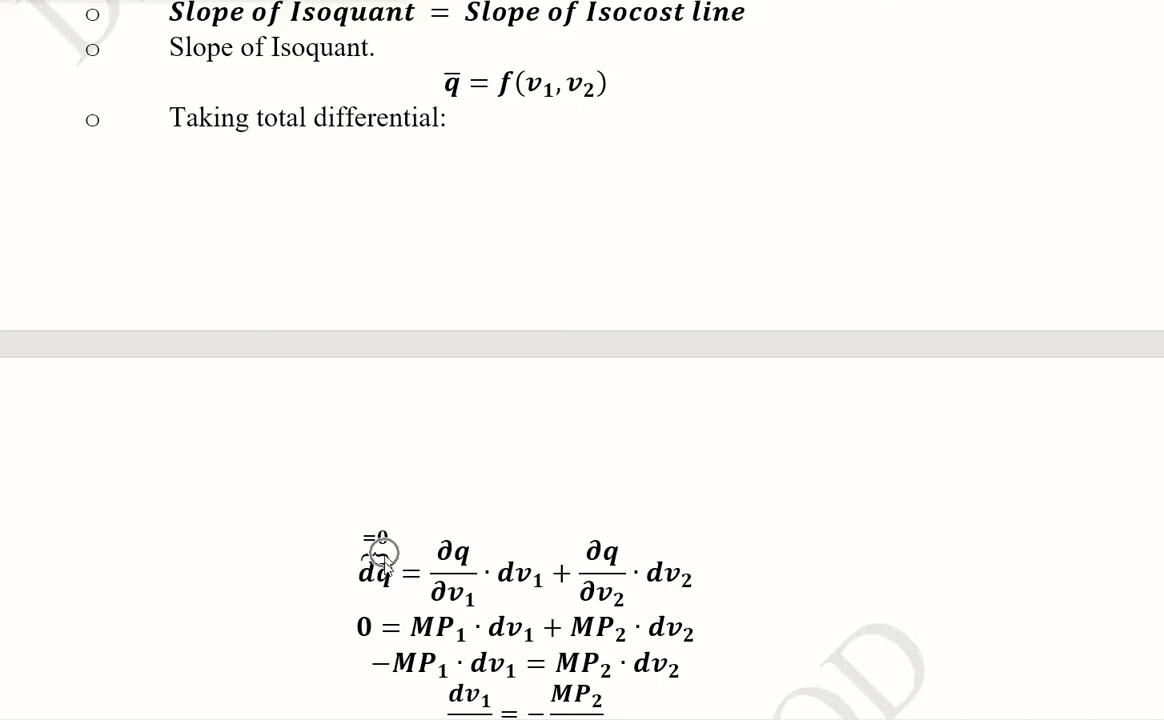 ○ Slope of Isoquant = Slope of Isocost line
○ Slope of Isoquant.
q̅ = f(v₁, v₂)
○ Taking total differential:
=0
dq = ∂q/∂v₁ · dv₁ + ∂q/∂v₂ · dv₂
0 = MP₁ · dv₁ + MP₂ · dv₂
−MP₁ · dv₁ = MP₂ · dv₂
dv₁ = − MP₂
OD